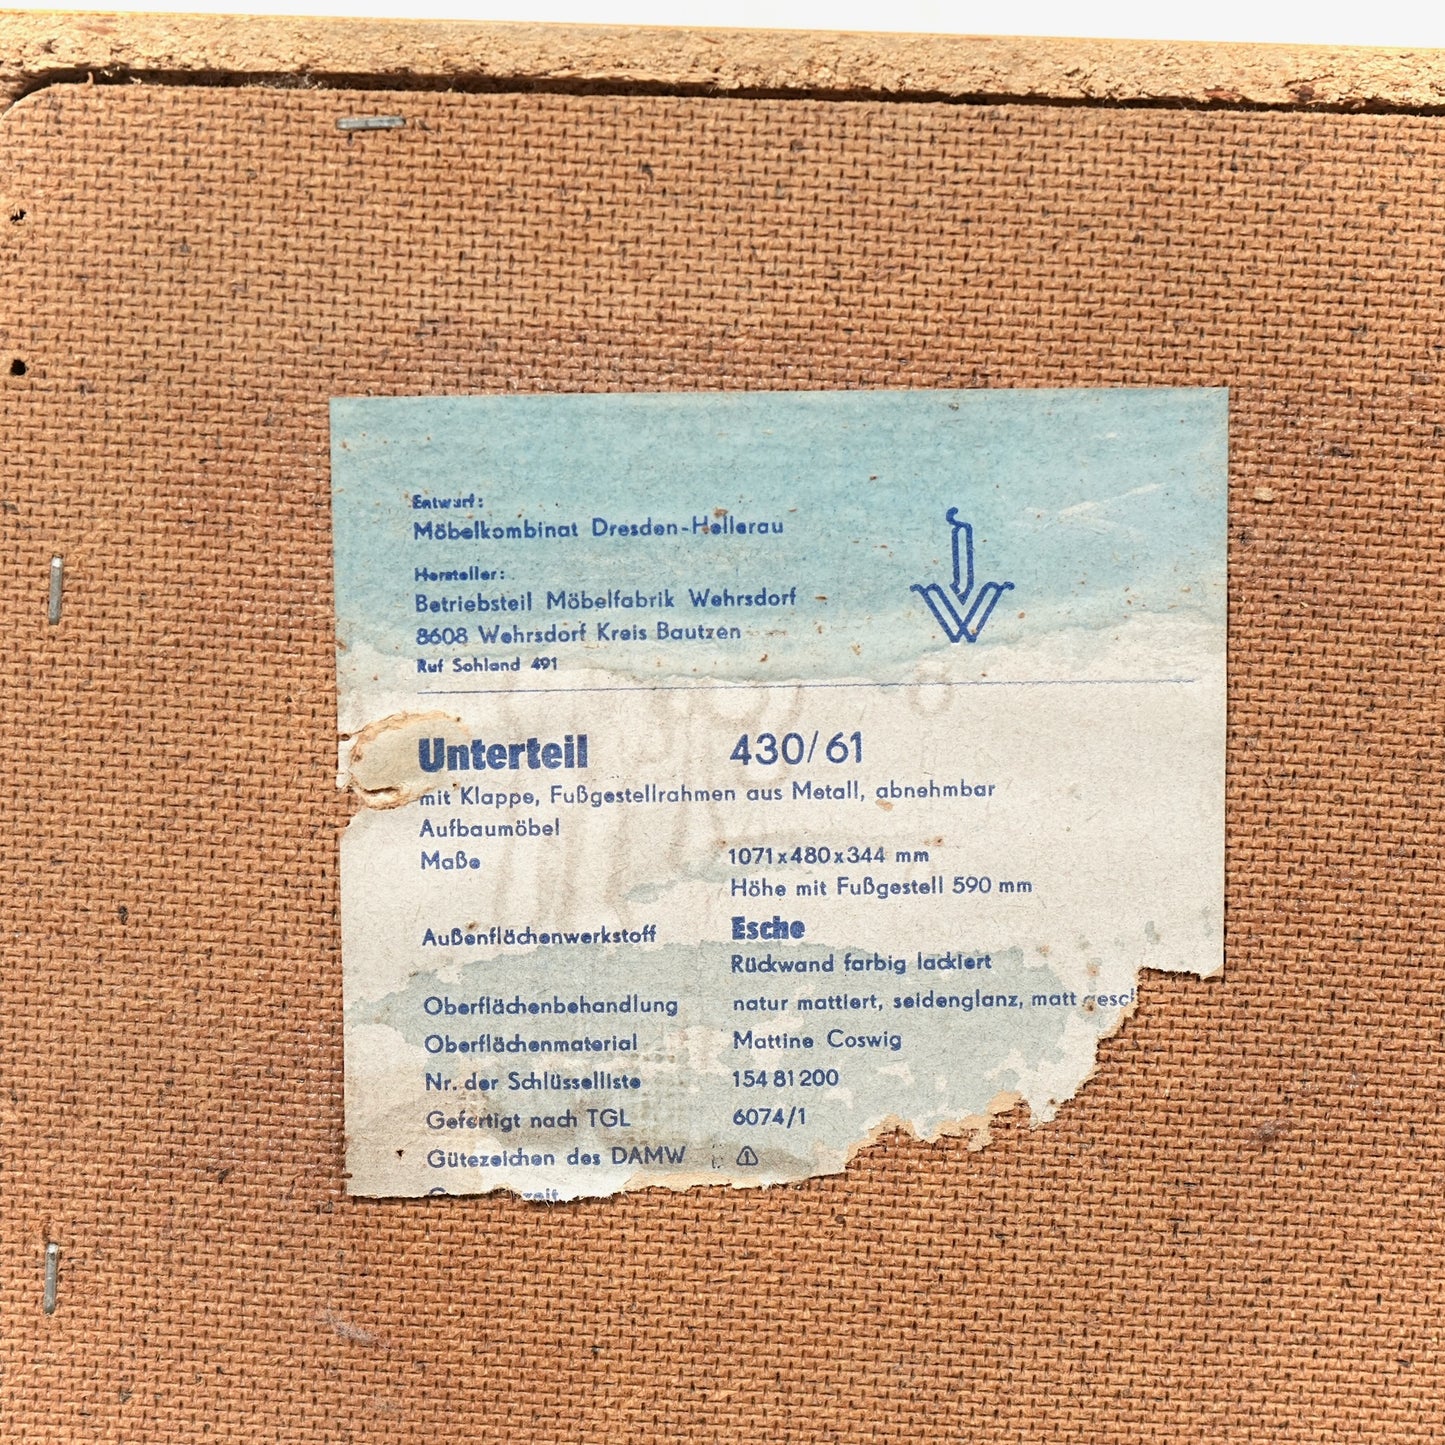 Entwurf:
Möbelkombinat Dresden-Hellerau
Hersteller:
Betriebsteil Möbelfabrik Wehrsdorf
8608 Wehrsdorf Kreis Bautzen
Ruf Sohland 491
Unterteil 430/61
mit Klappe, Fußgestellrahmen aus Metall, abnehmbar
Aufbaumöbel
Maße 1071x480x344 mm
Höhe mit Fußgestell 590 mm
Außenflächenwerkstoff Esche
Rückwand farbig lackiert
Oberflächenbehandlung natur mattiert, seidenglanz, matt
Oberflächenmaterial Mattine Coswig
Nr. der Schlüsselliste 154 81 200
Gefertigt nach TGL 6074/1
Gütezeichen des DAMW 1